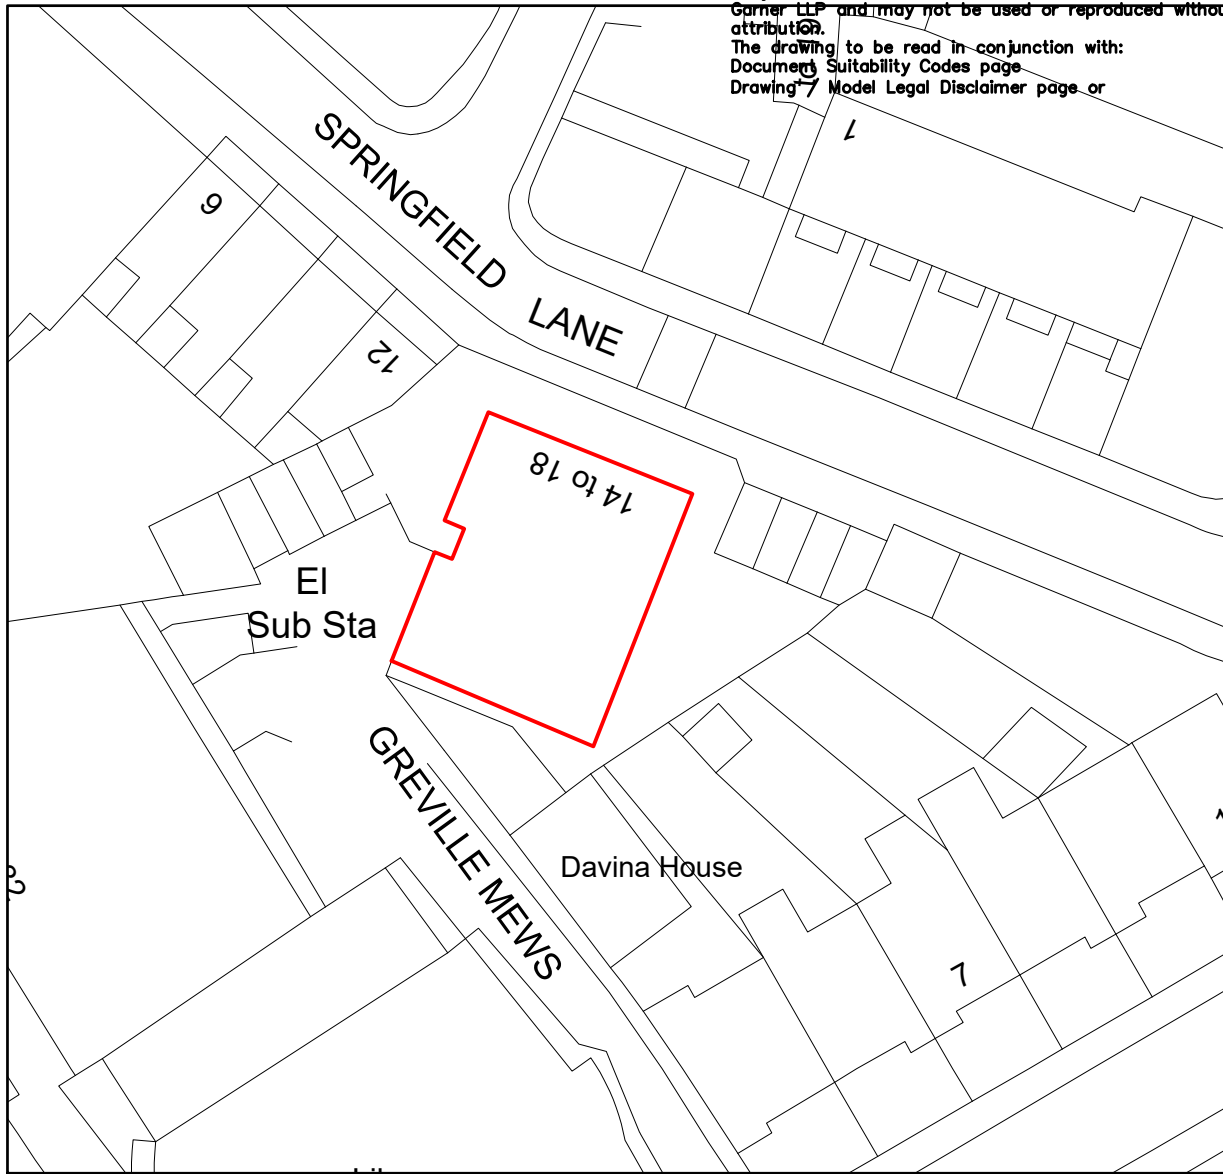 Garner LLP and may not be used or reproduced without
attribution.
The drawing to be read in conjunction with:
Document Suitability Codes page
Drawing / Model Legal Disclaimer page or
1
SPRINGFIELD LANE
12
14 to 18
El
Sub Sta
GREVILLE MEWS
Davina House
7